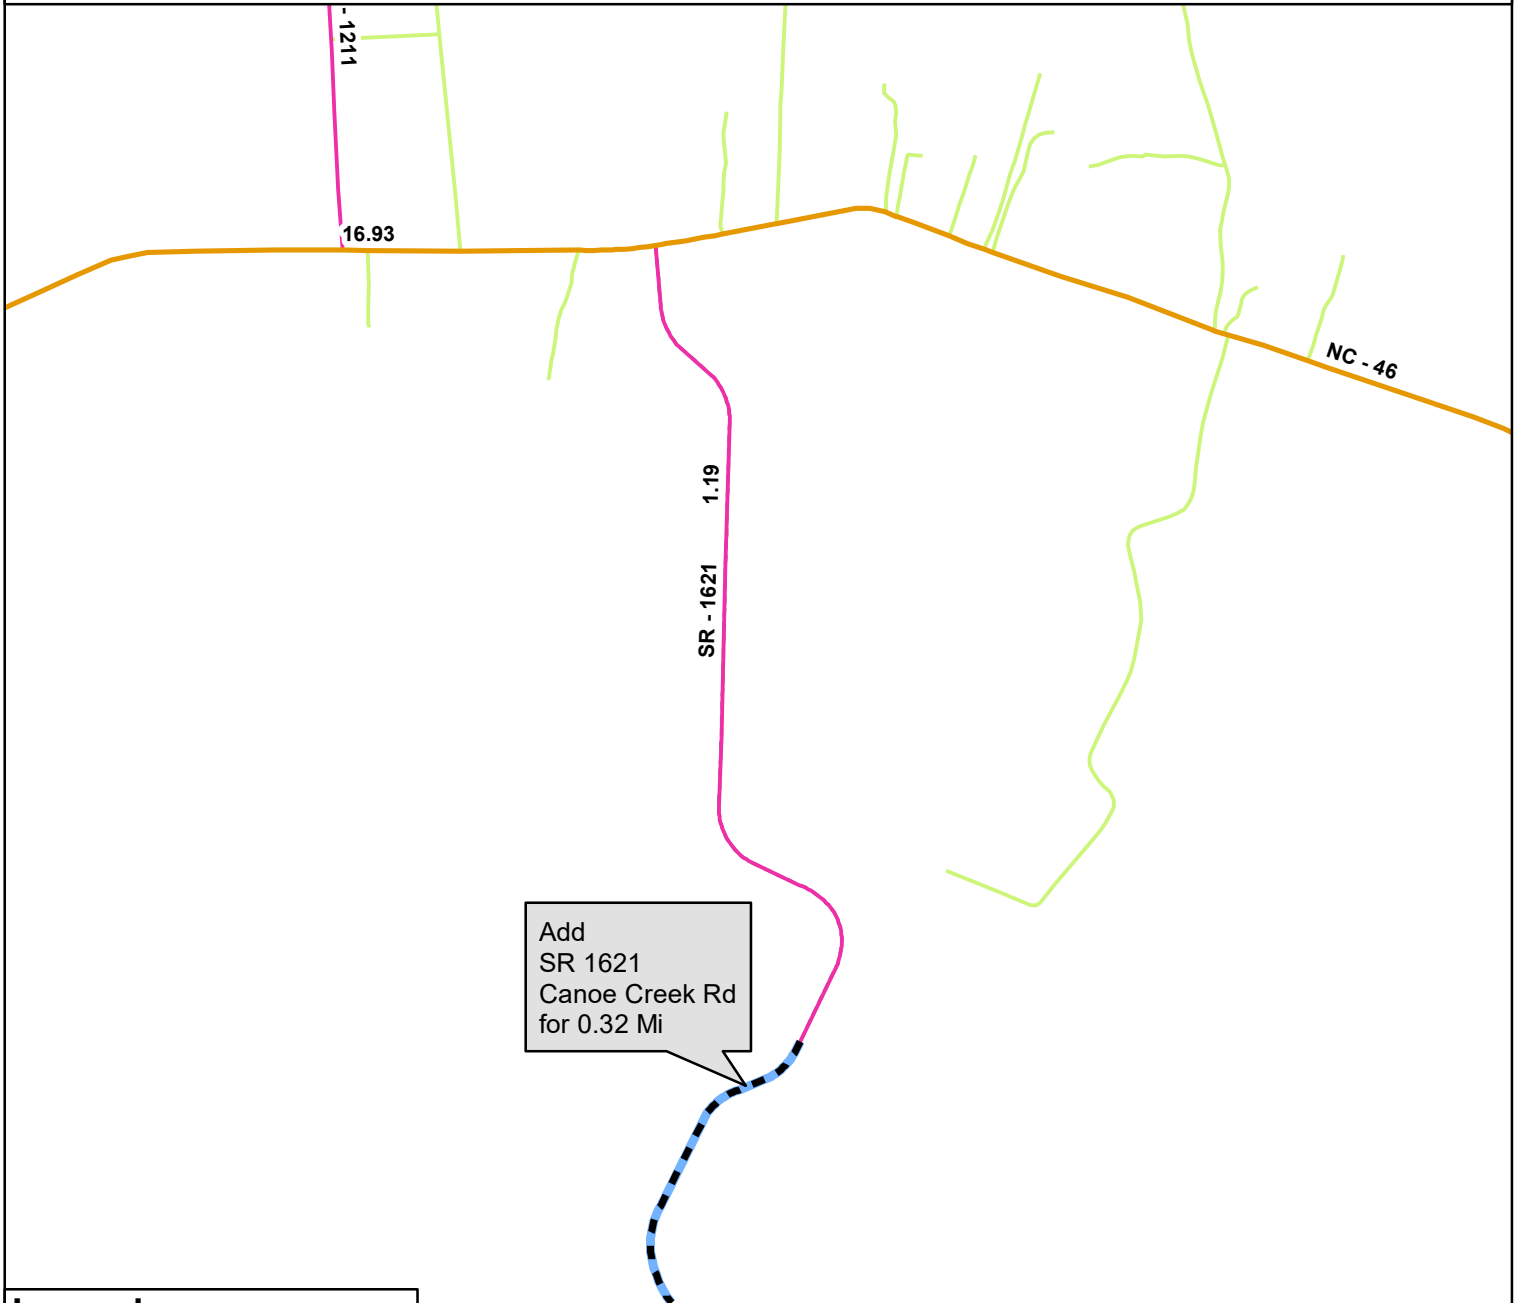 - 1211
16.93
NC - 46
1.19
SR - 1621
Add
SR 1621
Canoe Creek Rd
for 0.32 Mi